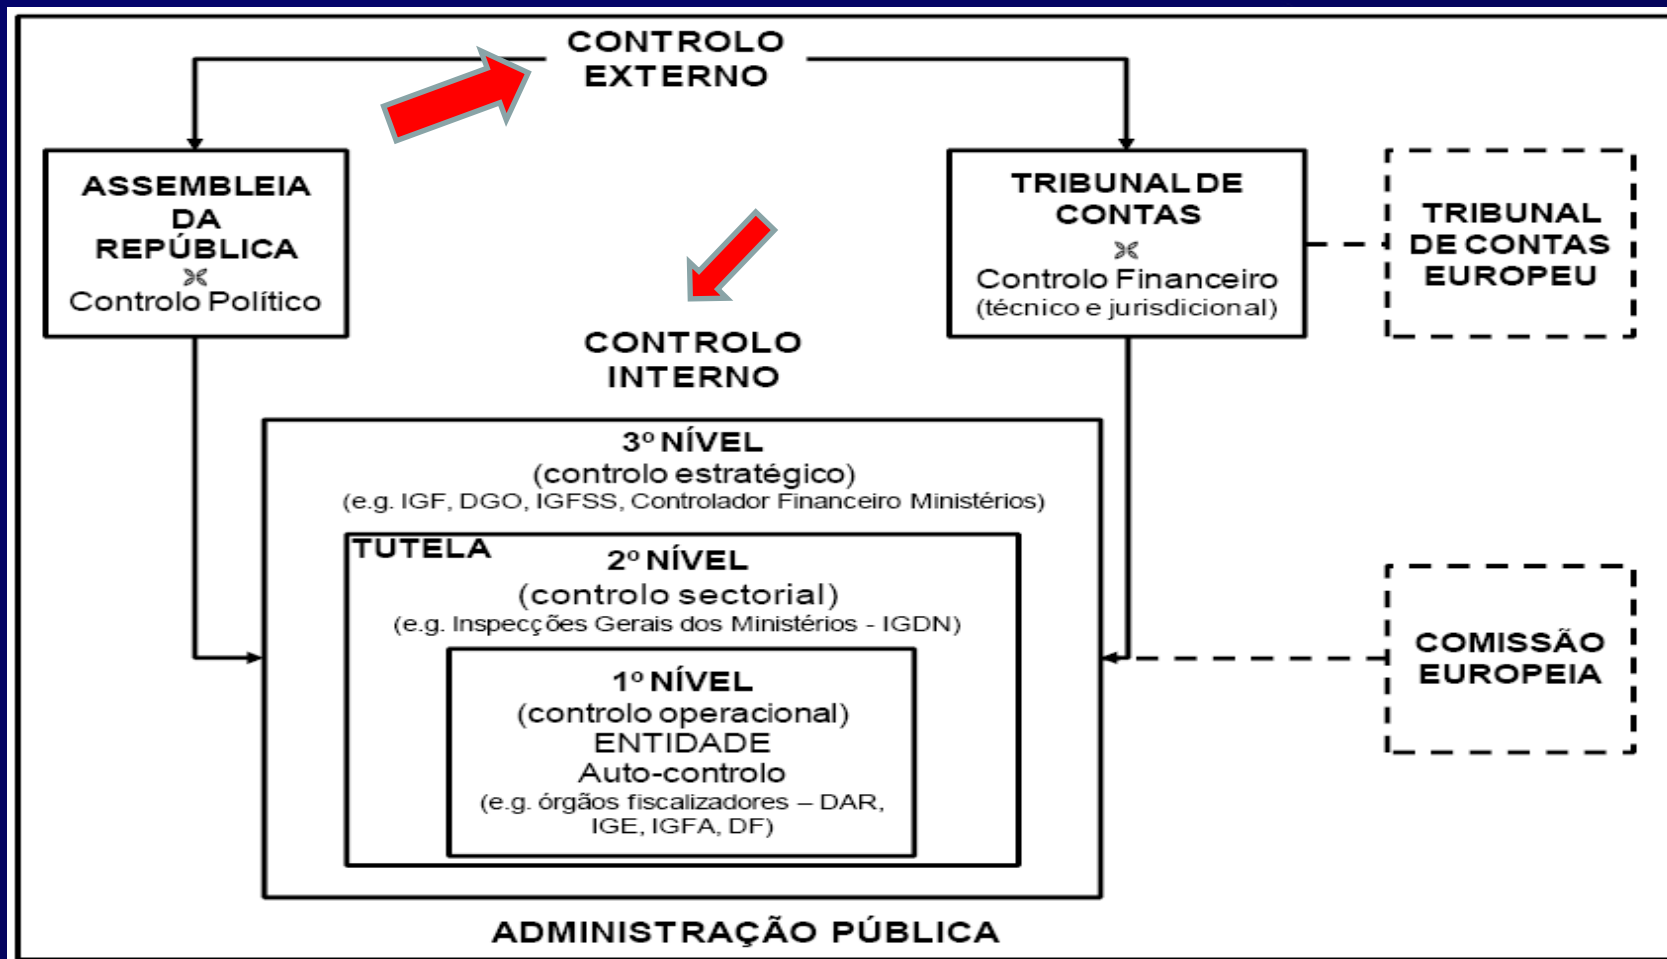 CONTROLO
EXTERNO
ASSEMBLEIA
DA
REPÚBLICA
Controlo Político
TRIBUNAL DE
CONTAS
Controlo Financeiro
(técnico e jurisdicional)
TRIBUNAL
DE CONTAS
EUROPEU
CONTROLO
INTERNO
3º NÍVEL
(controlo estratégico)
(e.g. IGF, DGO, IGFSS, Controlador Financeiro Ministérios)
TUTELA
2º NÍVEL
(controlo sectorial)
(e.g. Inspecções Gerais dos Ministérios - IGDN)
1º NÍVEL
(controlo operacional)
ENTIDADE
Auto-controlo
(e.g. órgãos fiscalizadores – DAR,
IGE, IGFA, DF)
COMISSÃO
EUROPEIA
ADMINISTRAÇÃO PÚBLICA